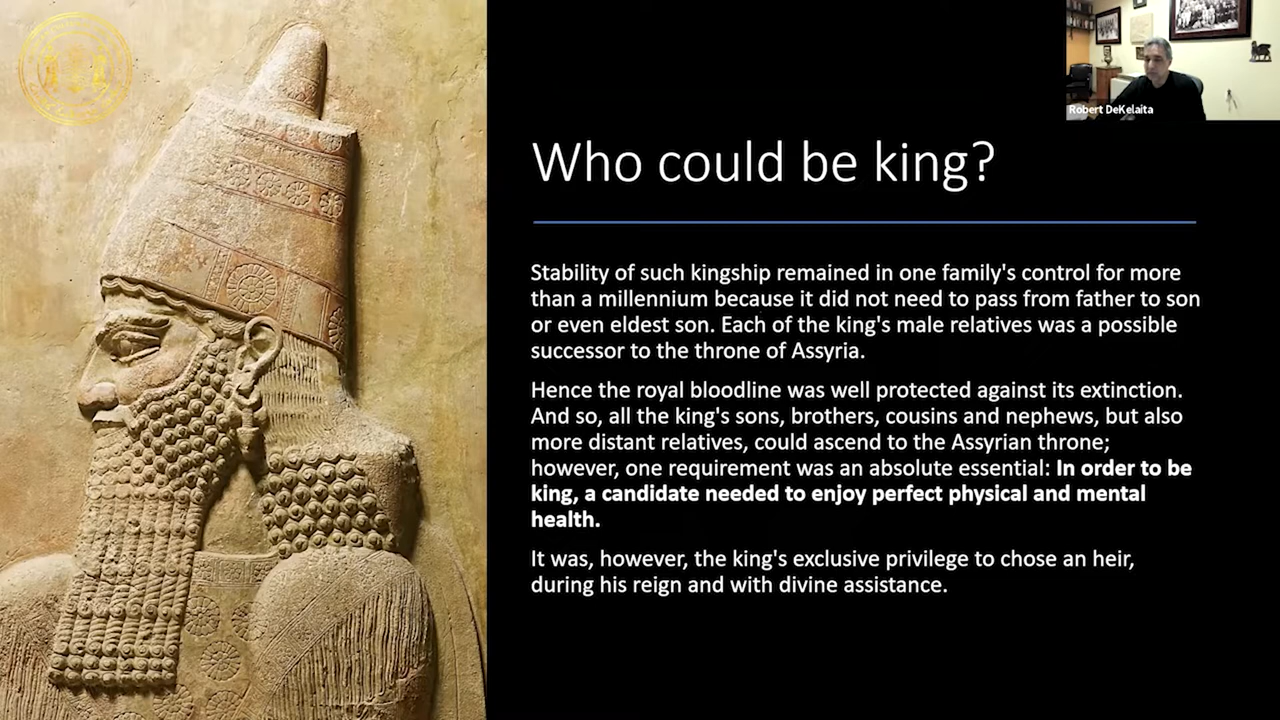 Robert DeKelaita
Who could be king?
Stability of such kingship remained in one family's control for more
than a millennium because it did not need to pass from father to son
or even eldest son. Each of the king's male relatives was a possible
successor to the throne of Assyria.
Hence the royal bloodline was well protected against its extinction.
And so, all the king's sons, brothers, cousins and nephews, but also
more distant relatives, could ascend to the Assyrian throne;
however, one requirement was an absolute essential: In order to be
king, a candidate needed to enjoy perfect physical and mental
health.
It was, however, the king's exclusive privilege to chose an heir,
during his reign and with divine assistance.